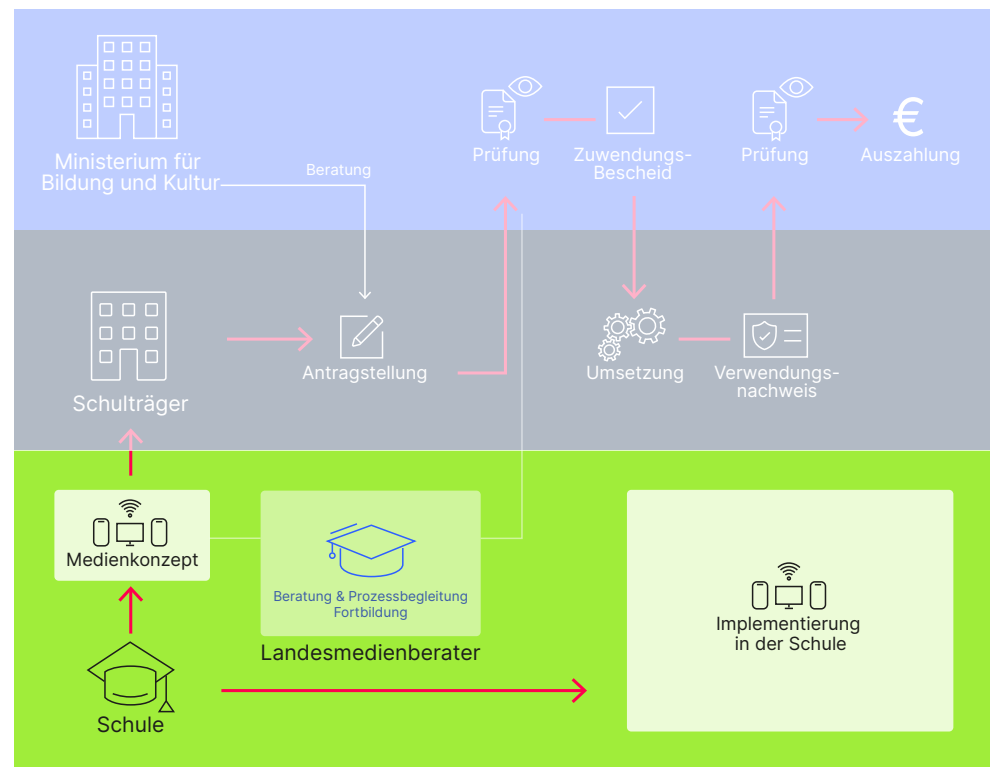 Ministerium für
Bildung und Kultur
Beratung
Prüfung
Zuwendungs-
Bescheid
Prüfung
€
Auszahlung
Schulträger
Antragstellung
Umsetzung
Verwendungs-
nachweis
Medienkonzept
Beratung & Prozessbegleitung
Fortbildung
Landesmedienberater
Schule
Implementierung
in der Schule